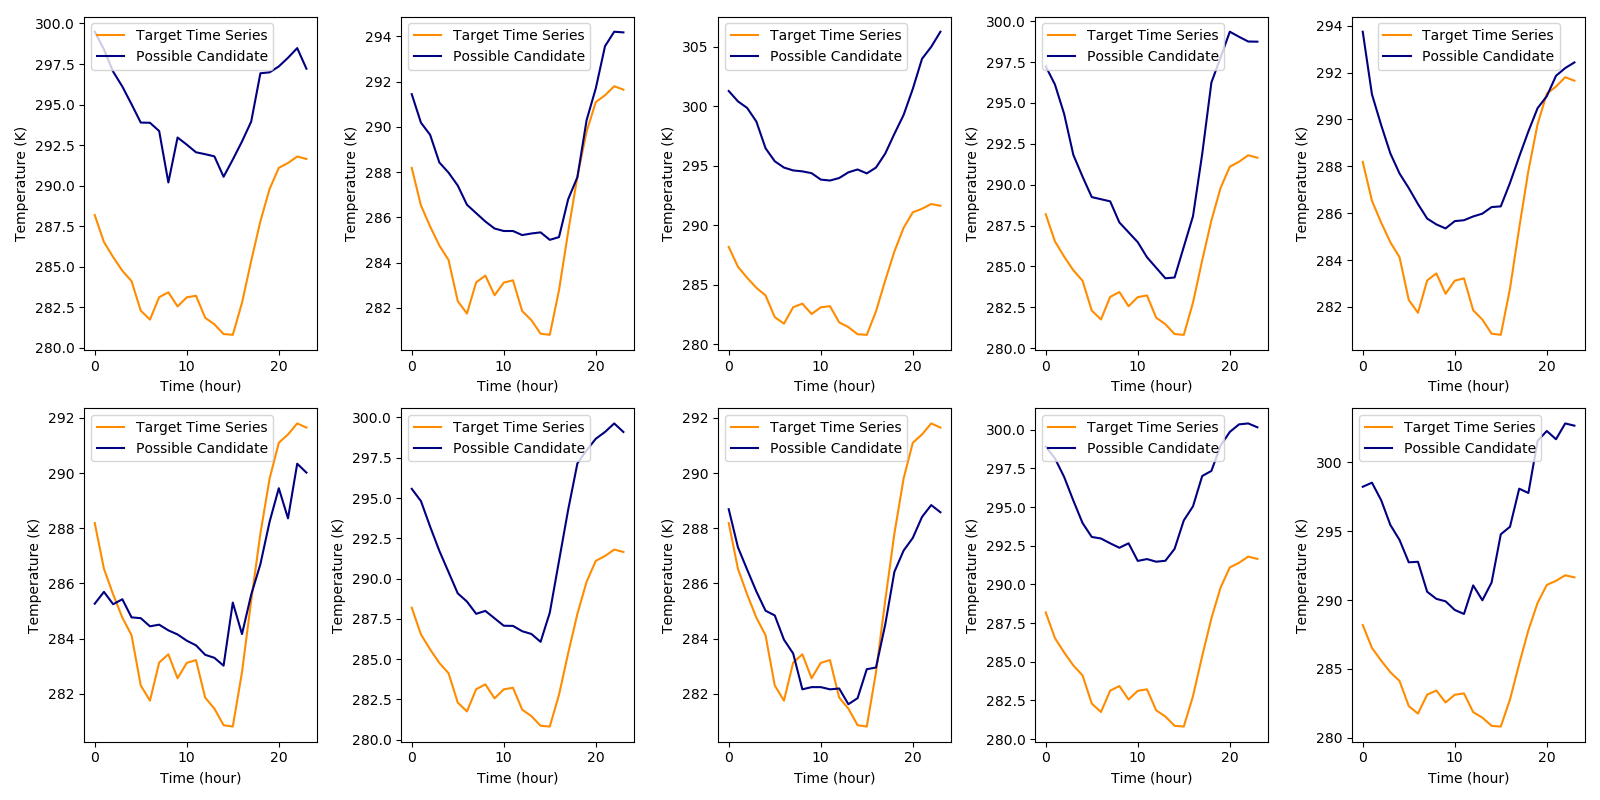 300.0
297.5
295.0
292.5
290.0
287.5
285.0
282.5
280.0
Temperature (K)
0 10 20
Time (hour)
Target Time Series
Possible Candidate
294
292
290
288
286
284
282
Temperature (K)
0 10 20
Time (hour)
Target Time Series
Possible Candidate
305
300
295
290
285
280
Temperature (K)
0 10 20
Time (hour)
Target Time Series
Possible Candidate
300.0
297.5
295.0
292.5
290.0
287.5
285.0
282.5
280.0
Temperature (K)
0 10 20
Time (hour)
Target Time Series
Possible Candidate
294
292
290
288
286
284
282
Temperature (K)
0 10 20
Time (hour)
Target Time Series
Possible Candidate
292
290
288
286
284
282
Temperature (K)
0 10 20
Time (hour)
Target Time Series
Possible Candidate
300.0
297.5
295.0
292.5
290.0
287.5
285.0
282.5
280.0
Temperature (K)
0 10 20
Time (hour)
Target Time Series
Possible Candidate
292
290
288
286
284
282
Temperature (K)
0 10 20
Time (hour)
Target Time Series
Possible Candidate
300.0
297.5
295.0
292.5
290.0
287.5
285.0
282.5
280.0
Temperature (K)
0 10 20
Time (hour)
Target Time Series
Possible Candidate
300
295
290
285
280
Temperature (K)
0 10 20
Time (hour)
Target Time Series
Possible Candidate